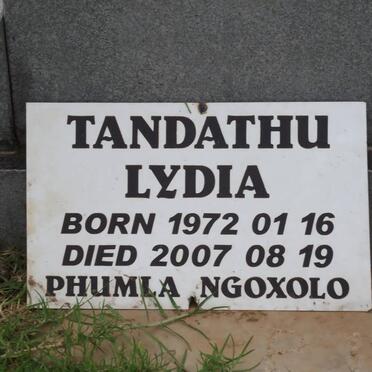 TANDATHU
LYDIA
BORN 1972 01 16
DIED 2007 08 19
PHUMLA NGOXOLO